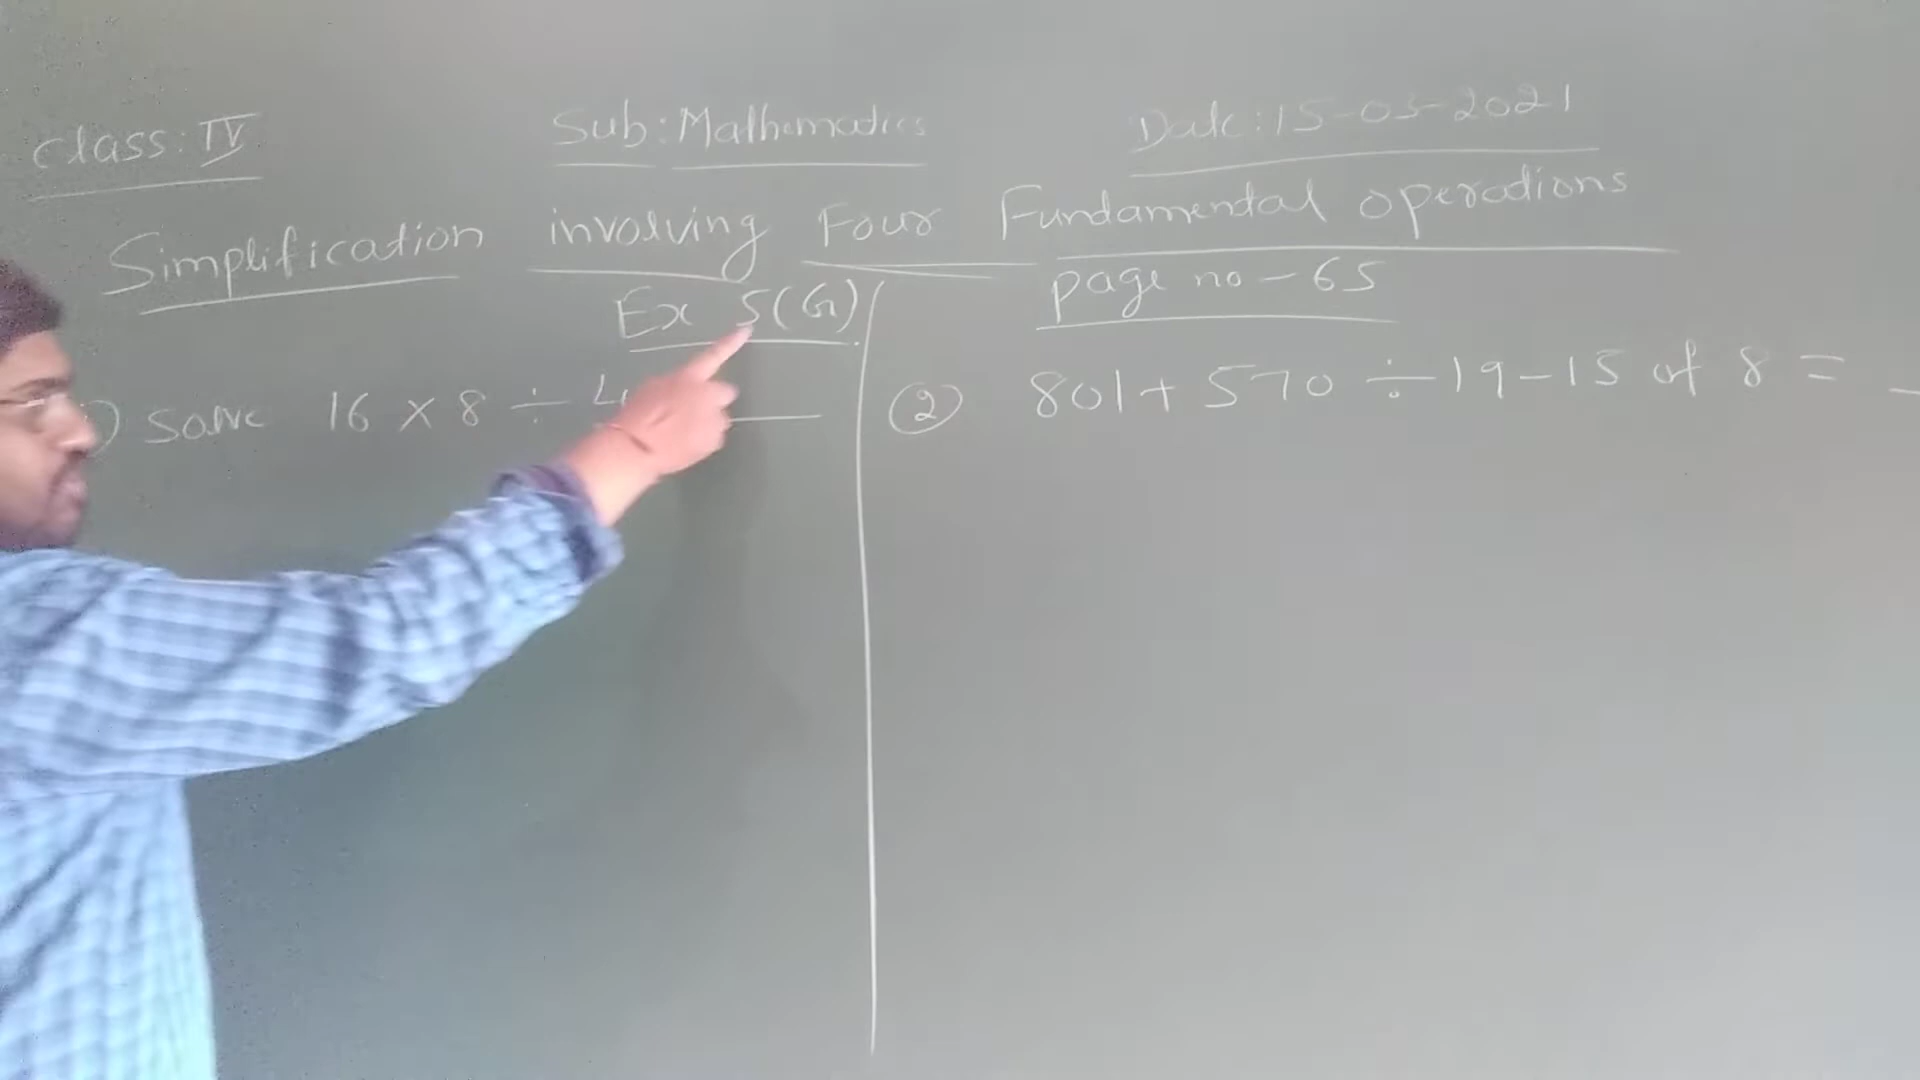 Class: IV
Sub: Mathematics
Date: 15-03-2021
Simplification involving Four Fundamental operations
Ex 5(G)
page no - 65
Solve 16 × 8 ÷ 4
② 801 + 570 ÷ 19 - 15 of 8 = _